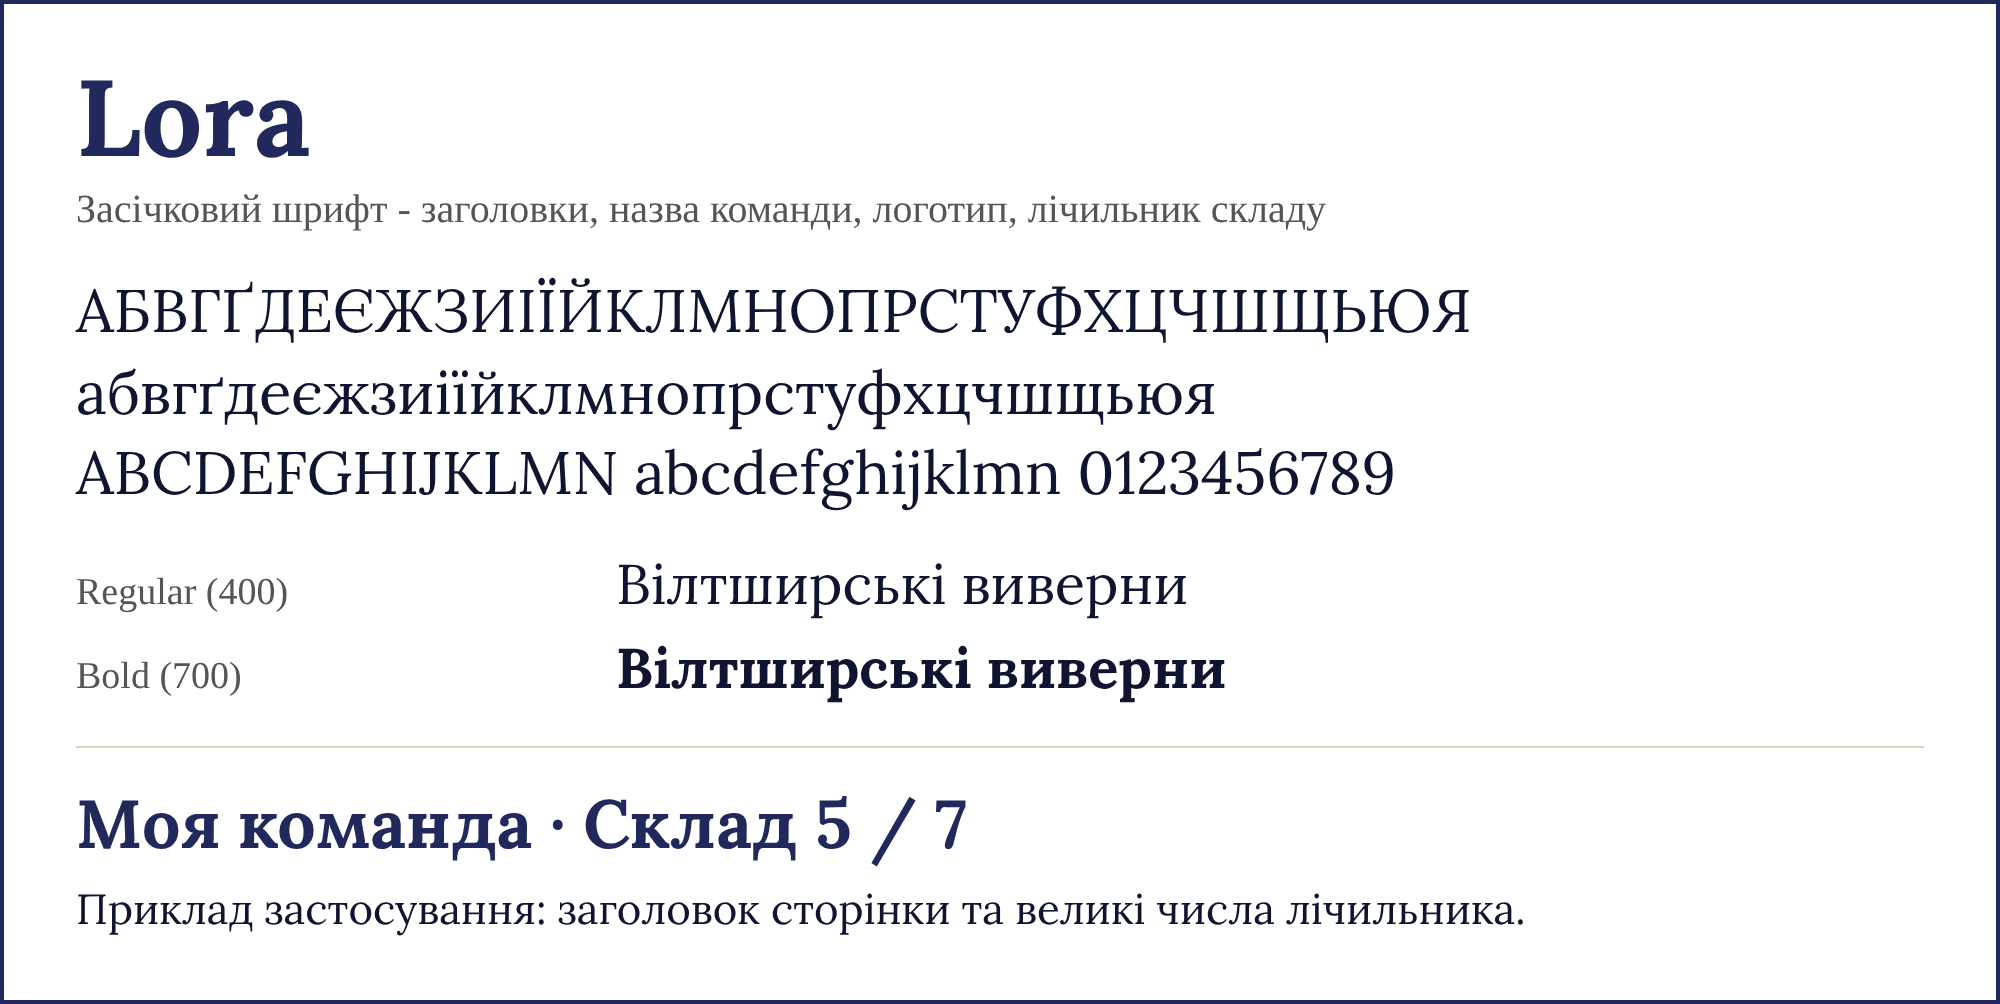 Lora
Засічковий шрифт - заголовки, назва команди, логотип, лічильник складу
АБВГҐДЕЄЖЗИІЇЙКЛМНОПРСТУФХЦЧШЩЬЮЯ
абвгґдеєжзиіїйклмнопрстуфхцчшщьюя
ABCDEFGHIJKLMN abcdefghijklmn 0123456789
Regular (400) Вілтширські виверни
Bold (700) Вілтширські виверни
Моя команда · Склад 5 / 7
Приклад застосування: заголовок сторінки та великі числа лічильника.